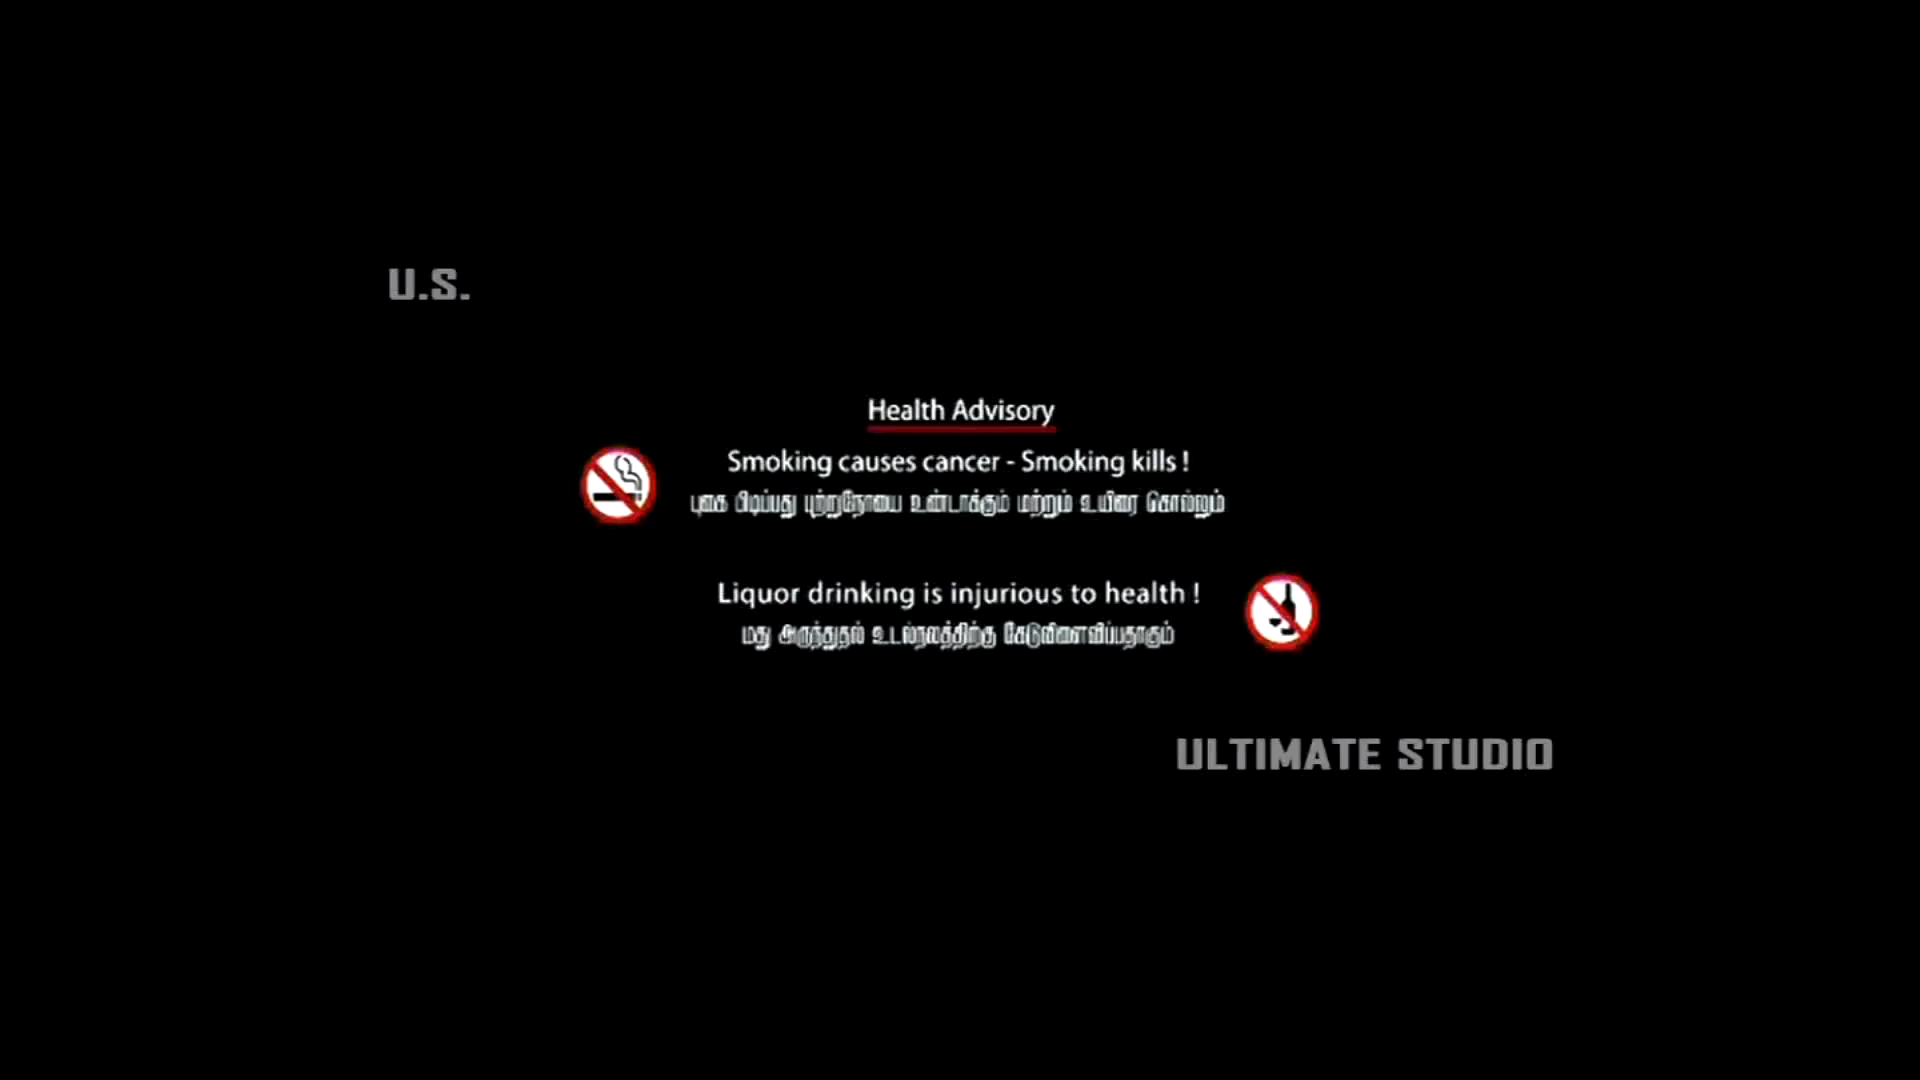 U.S.
Health Advisory
Smoking causes cancer - Smoking kills !
புகை பிடிப்பது புற்றுநோயை உண்டாக்கும் மற்றும் உயிரை கொல்லும்
Liquor drinking is injurious to health !
மது அருந்துதல் உடல்நலத்திற்கு கேடுவிளைவிப்பதாகும்
ULTIMATE STUDIO